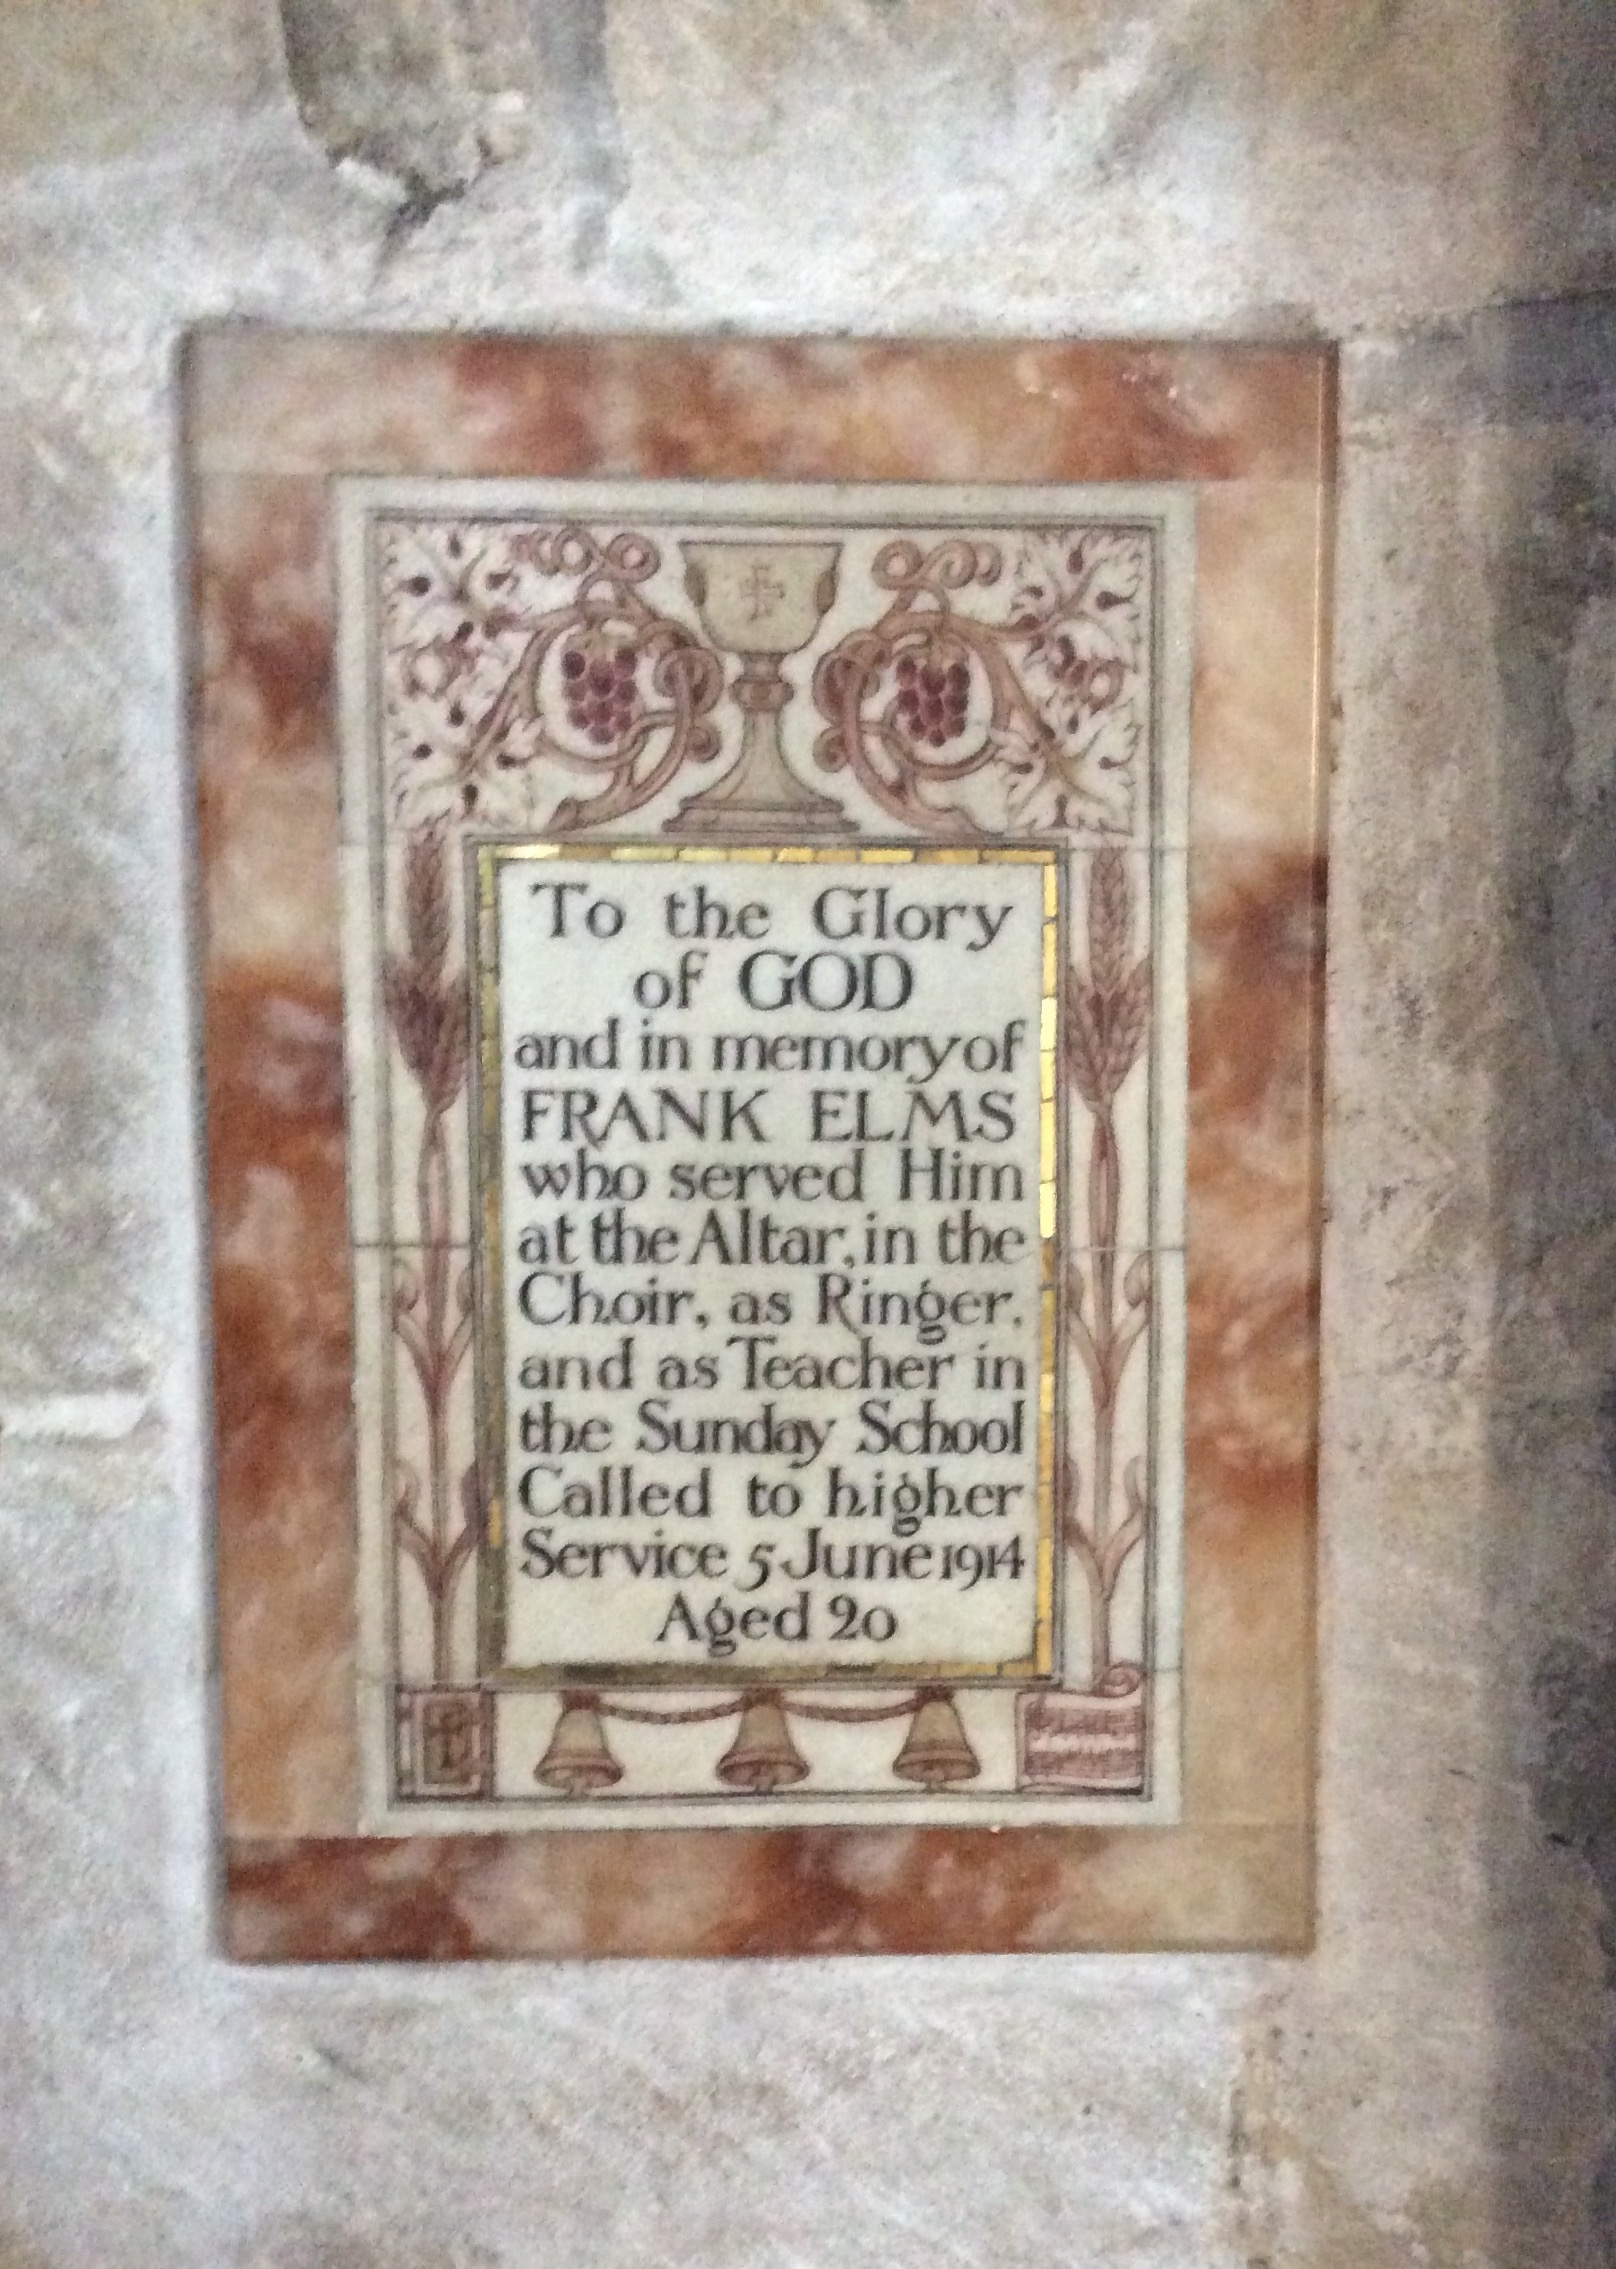 To the Glory
of GOD
and in memory of
FRANK ELMS
who served Him
at the Altar, in the
Choir, as Ringer,
and as Teacher in
the Sunday School
Called to higher
Service 5 June 1914
Aged 20